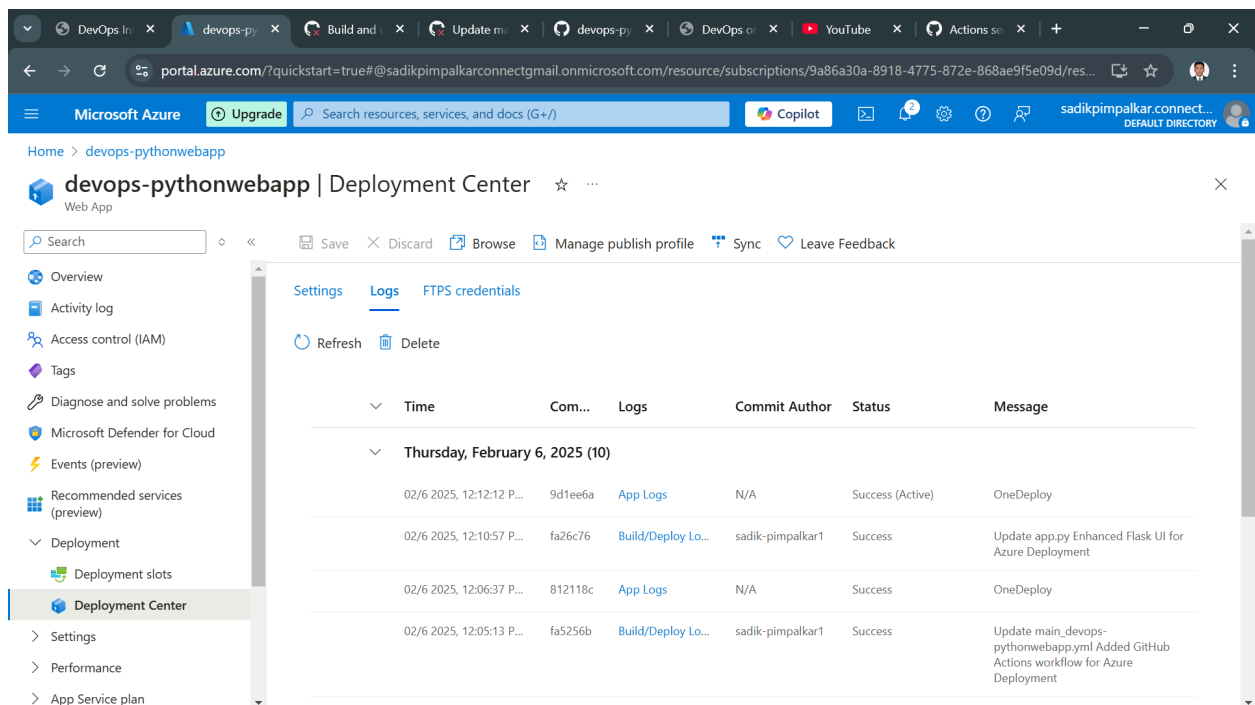 DevOps In
devops-py
Build and c
Update ma
devops-py
DevOps or
YouTube
Actions sec
portal.azure.com/?quickstart=true#@sadikpimpalkarconnectgmail.onmicrosoft.com/resource/subscriptions/9a86a30a-8918-4775-872e-868ae9f5e09d/res...
Microsoft Azure
Upgrade
Search resources, services, and docs (G+/)
Copilot
2
sadikpimpalkar.connect...
DEFAULT DIRECTORY
Home > devops-pythonwebapp
devops-pythonwebapp | Deployment Center
Web App
Search
Save Discard Browse Manage publish profile Sync Leave Feedback
Overview
Activity log
Access control (IAM)
Tags
Diagnose and solve problems
Microsoft Defender for Cloud
Events (preview)
Recommended services
(preview)
Deployment
Deployment slots
Deployment Center
Settings
Performance
App Service plan
Settings Logs FTPS credentials
Refresh Delete
Time Com... Logs Commit Author Status Message
Thursday, February 6, 2025 (10)
02/6 2025, 12:12:12 P... 9d1ee6a App Logs N/A Success (Active) OneDeploy
02/6 2025, 12:10:57 P... fa26c76 Build/Deploy Lo... sadik-pimpalkar1 Success Update app.py Enhanced Flask UI for
Azure Deployment
02/6 2025, 12:06:37 P... 812118c App Logs N/A Success OneDeploy
02/6 2025, 12:05:13 P... fa5256b Build/Deploy Lo... sadik-pimpalkar1 Success Update main_devops-
pythonwebapp.yml Added GitHub
Actions workflow for Azure
Deployment